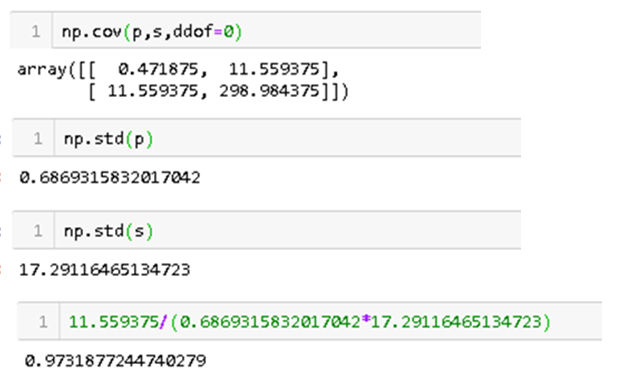 1 np.cov(p,s,ddof=0)
array([[ 0.471875, 11.559375],
[ 11.559375, 298.984375]])
1 np.std(p)
0.6869315832017042
1 np.std(s)
17.29116465134723
1 11.559375/(0.6869315832017042*17.29116465134723)
0.9731877244740279